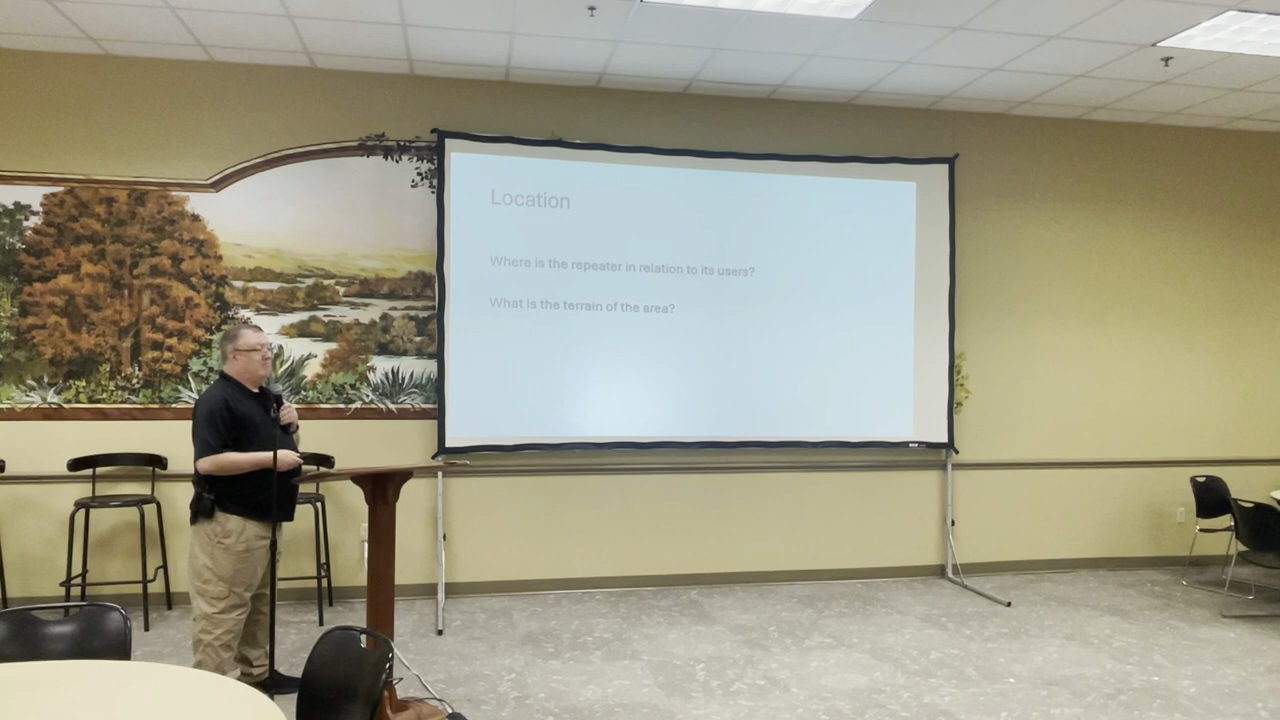 Location
Where is the repeater in relation to its users?
What is the terrain of the area?